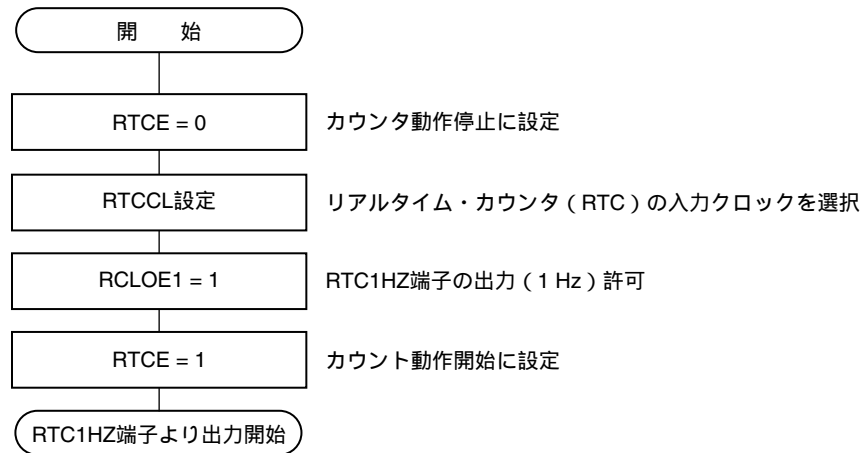 開　　始
RTCE = 0
カウンタ動作停止に設定
RTCCL設定
リアルタイム・カウンタ（RTC）の入力クロックを選択
RCLOE1 = 1
RTC1HZ端子の出力（1 Hz）許可
RTCE = 1
カウント動作開始に設定
RTC1HZ端子より出力開始